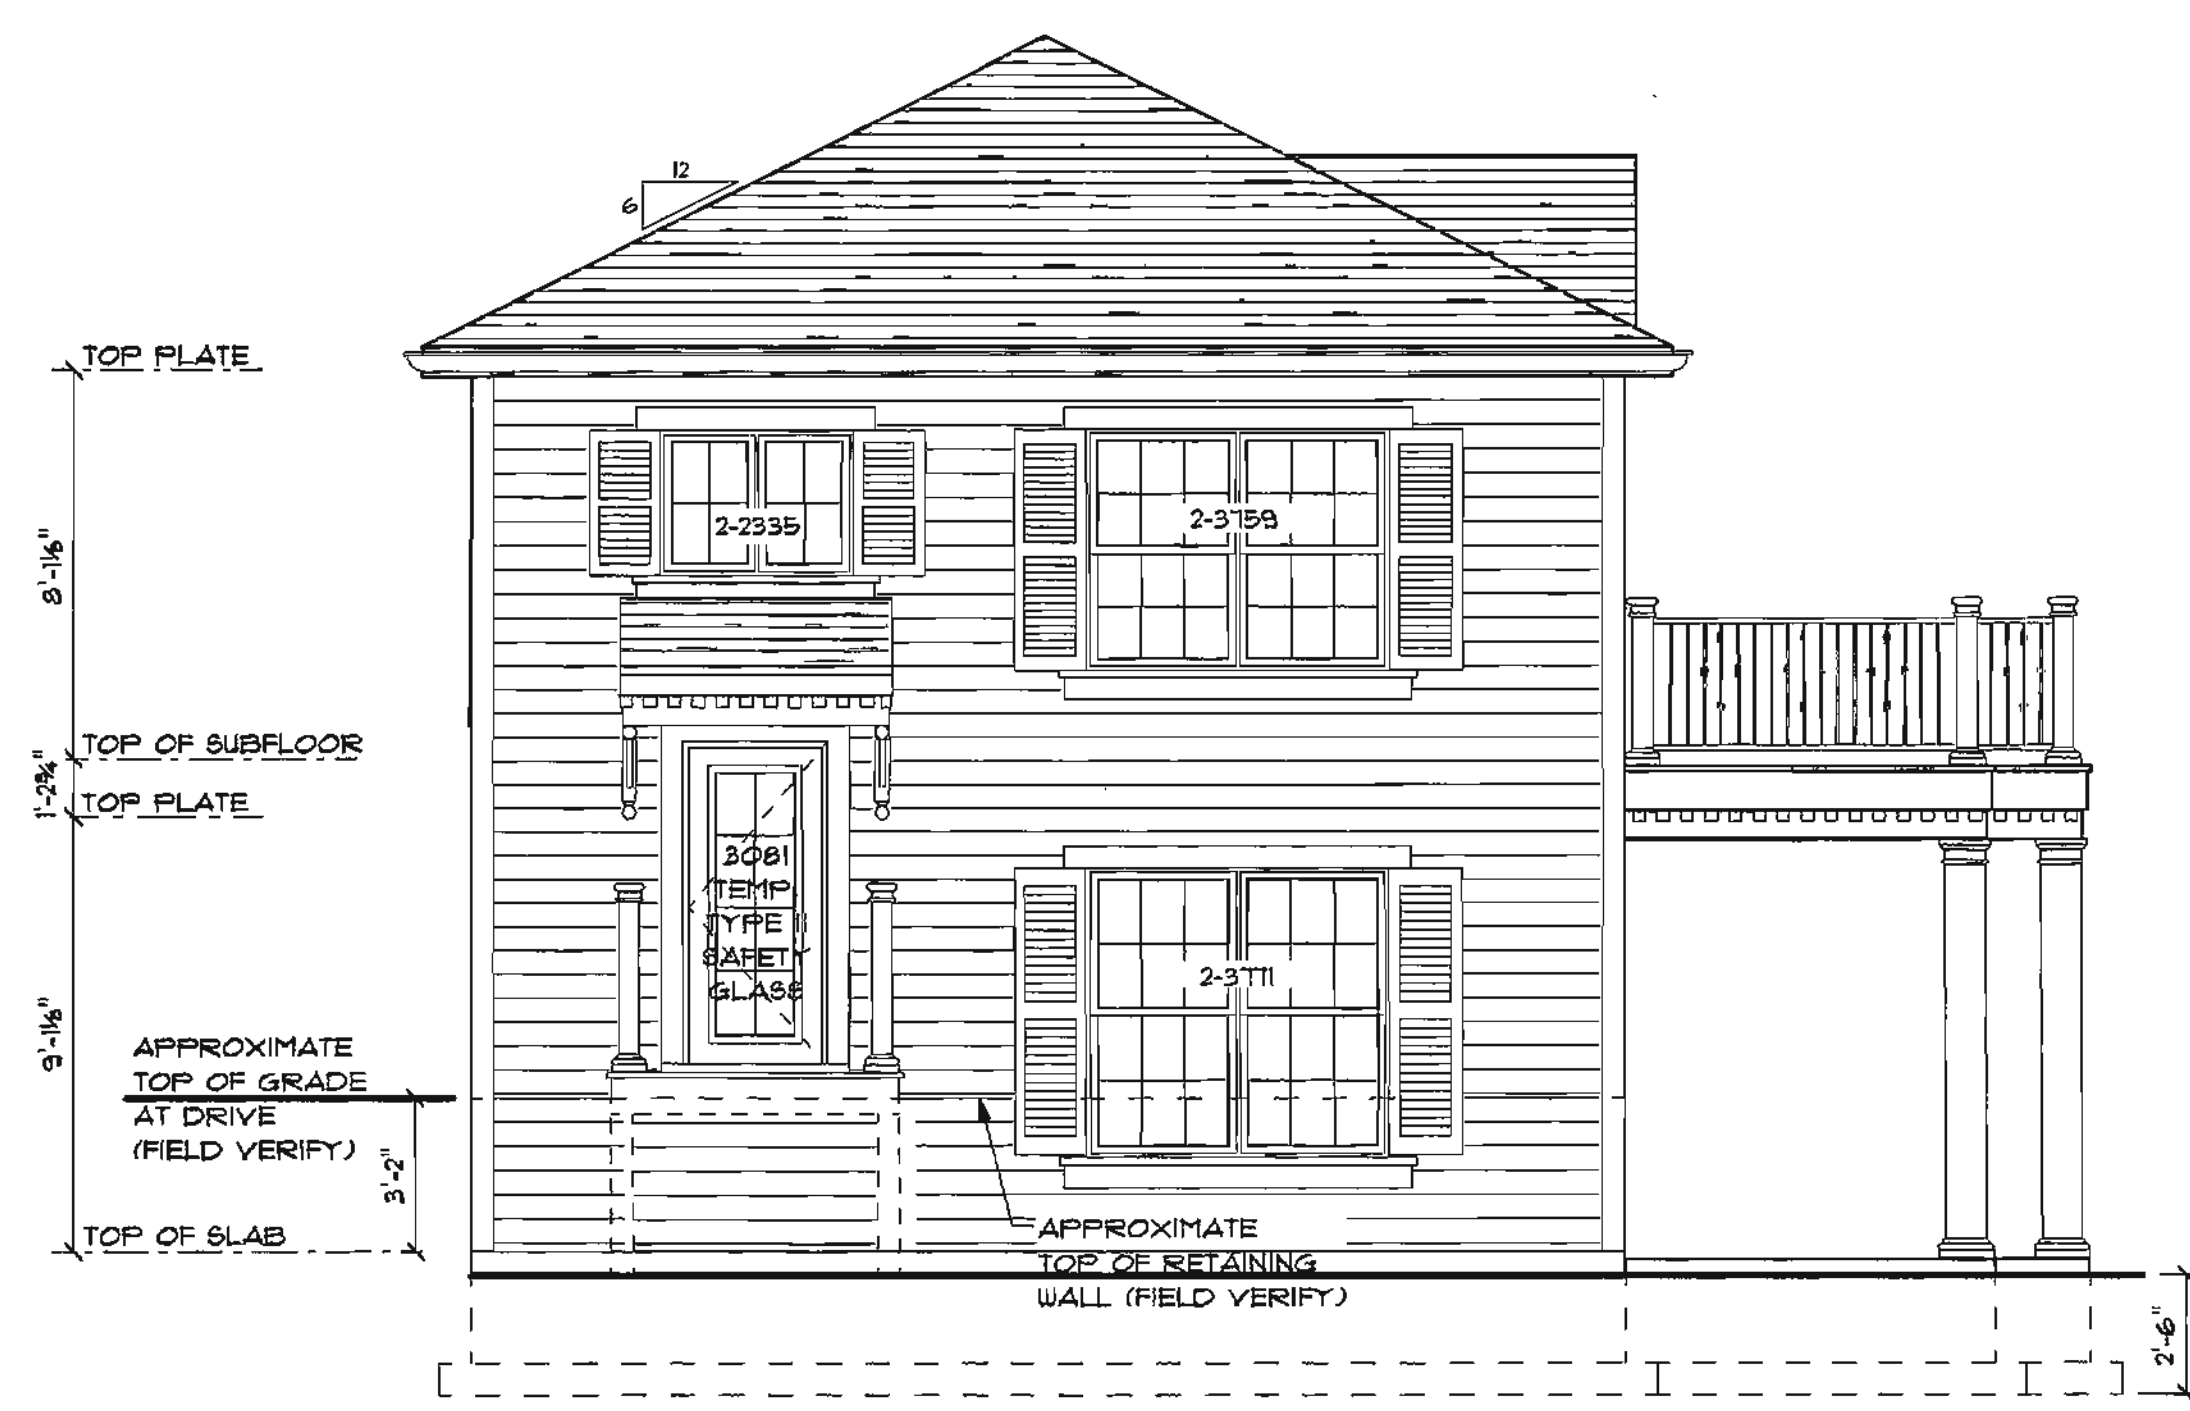 12
6
TOP PLATE
8'-1⅛"
TOP OF SUBFLOOR
1'-2¾"
TOP PLATE
9'-1⅛"
APPROXIMATE
TOP OF GRADE
AT DRIVE
(FIELD VERIFY)
3'-2"
TOP OF SLAB
2-2335
2-3759
3081
TEMP
TYPE II
SAFETY
GLASS
2-3771
APPROXIMATE
TOP OF RETAINING
WALL (FIELD VERIFY)
2'-6"